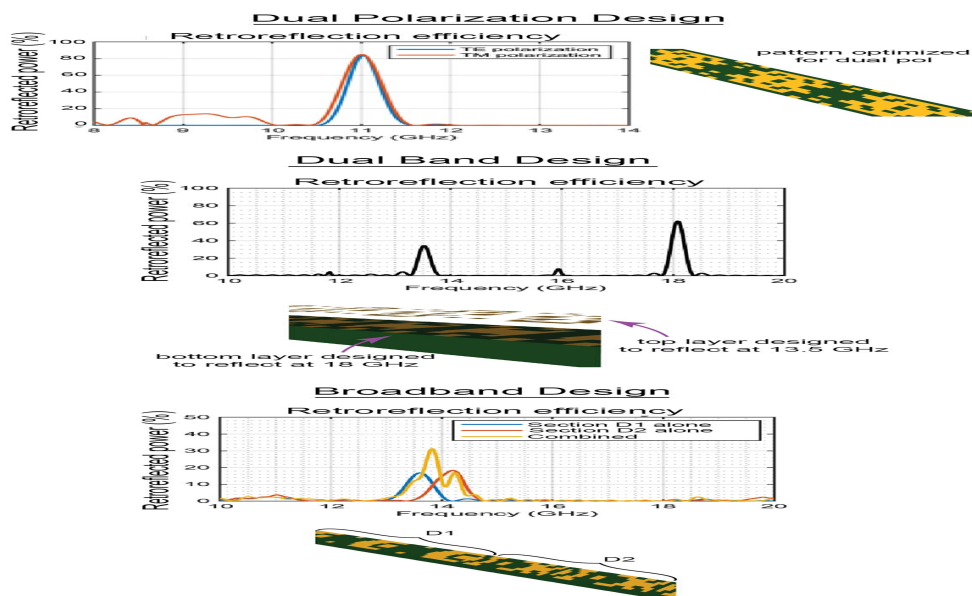 Dual Polarization Design
Retroreflection efficiency
Retroreflected power (%)
100
80
60
40
20
0
TE polarization
TM polarization
8
9
10
11
12
13
14
Frequency (GHz)
pattern optimized
for dual pol
Dual Band Design
Retroreflection efficiency
Retroreflected power (%)
100
80
60
40
20
0
10
12
14
16
18
20
Frequency (GHz)
bottom layer designed
to reflect at 18 GHz
top layer designed
to reflect at 13.5 GHz
Broadband Design
Retroreflection efficiency
Retroreflected power (%)
50
40
30
20
10
0
Section D1 alone
Section D2 alone
Combined
10
12
14
16
18
20
Frequency (GHz)
D1
D2